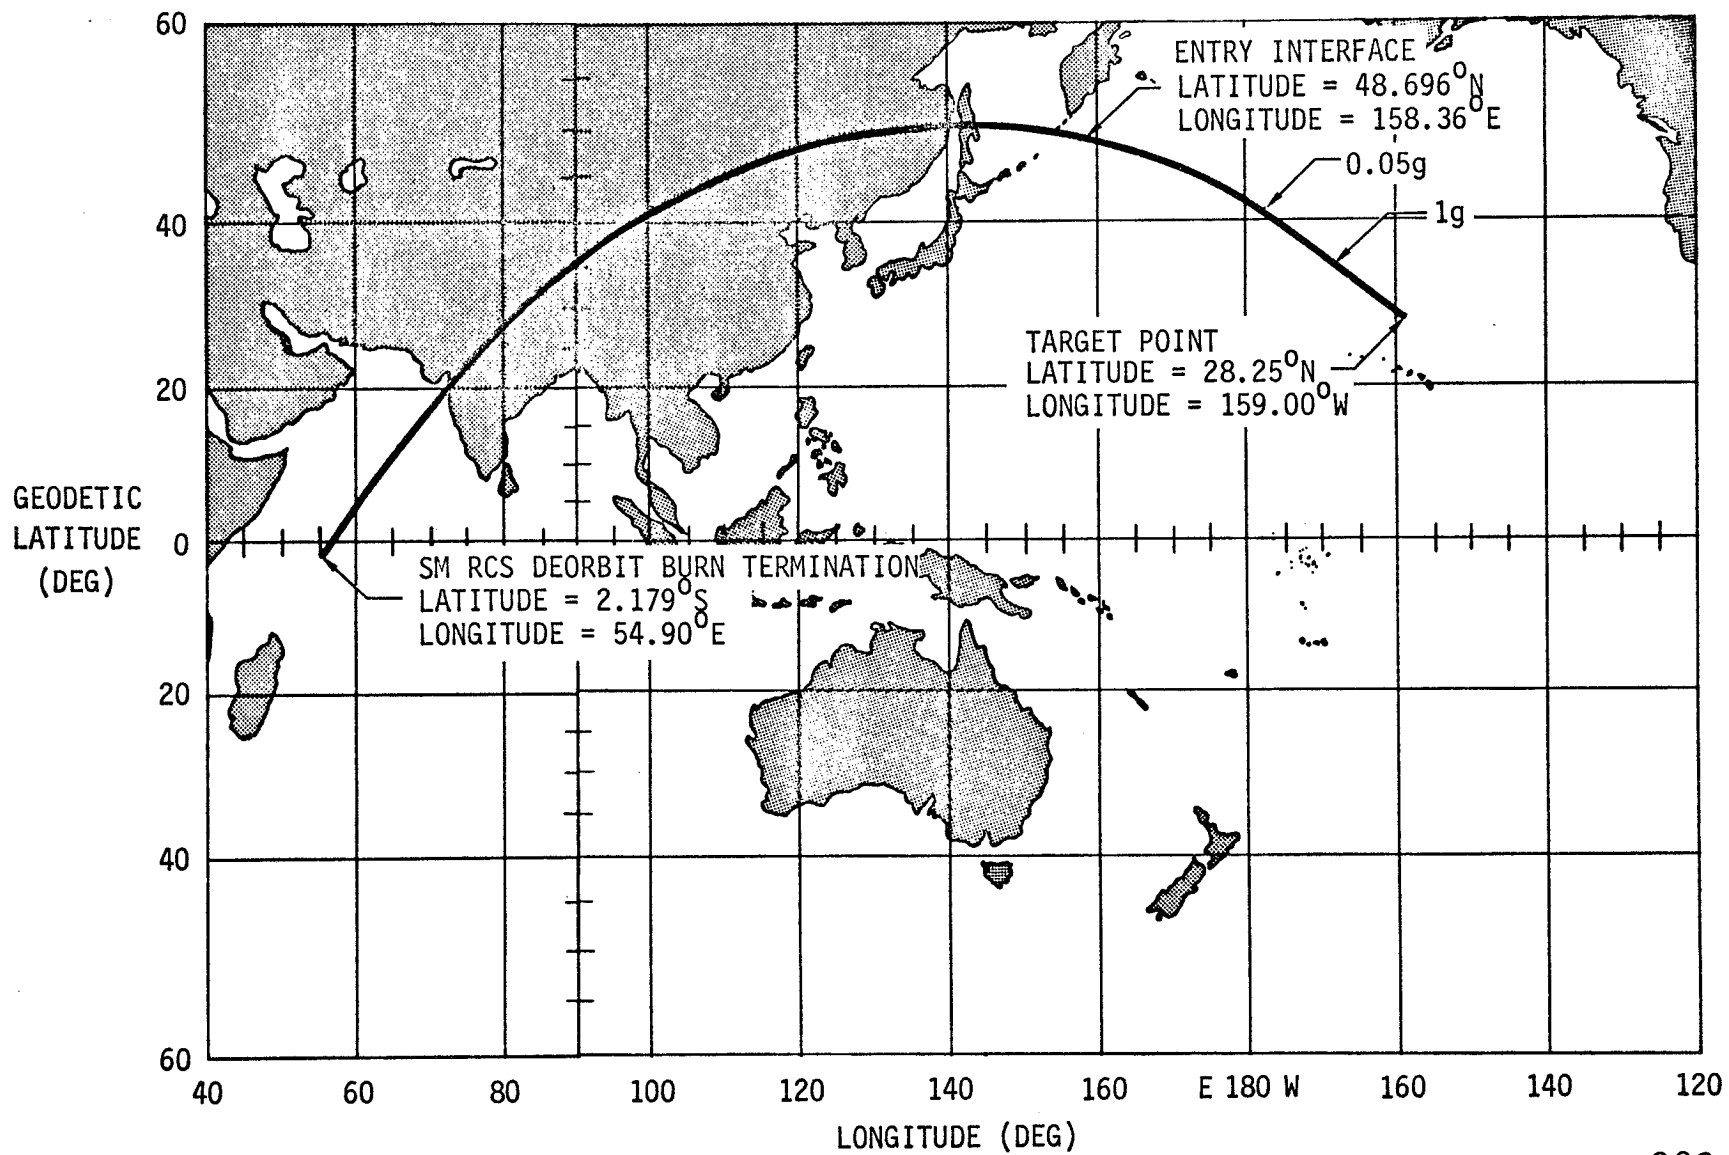 60
40
20
0
20
40
60
GEODETIC
LATITUDE
(DEG)
ENTRY INTERFACE
LATITUDE = 48.696°N
LONGITUDE = 158.36°E
0.05g
1g
TARGET POINT
LATITUDE = 28.25°N
LONGITUDE = 159.00°W
SM RCS DEORBIT BURN TERMINATION
LATITUDE = 2.179°S
LONGITUDE = 54.90°E
40 60 80 100 120 140 160 E 180 W 160 140 120
LONGITUDE (DEG)